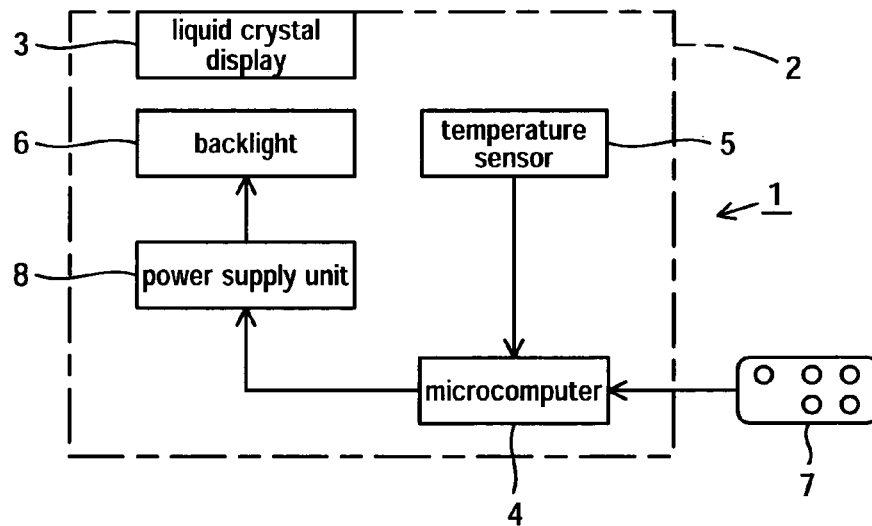 3
liquid crystal
display
2
6
backlight
temperature
sensor
5
1
8
power supply unit
microcomputer
4
7